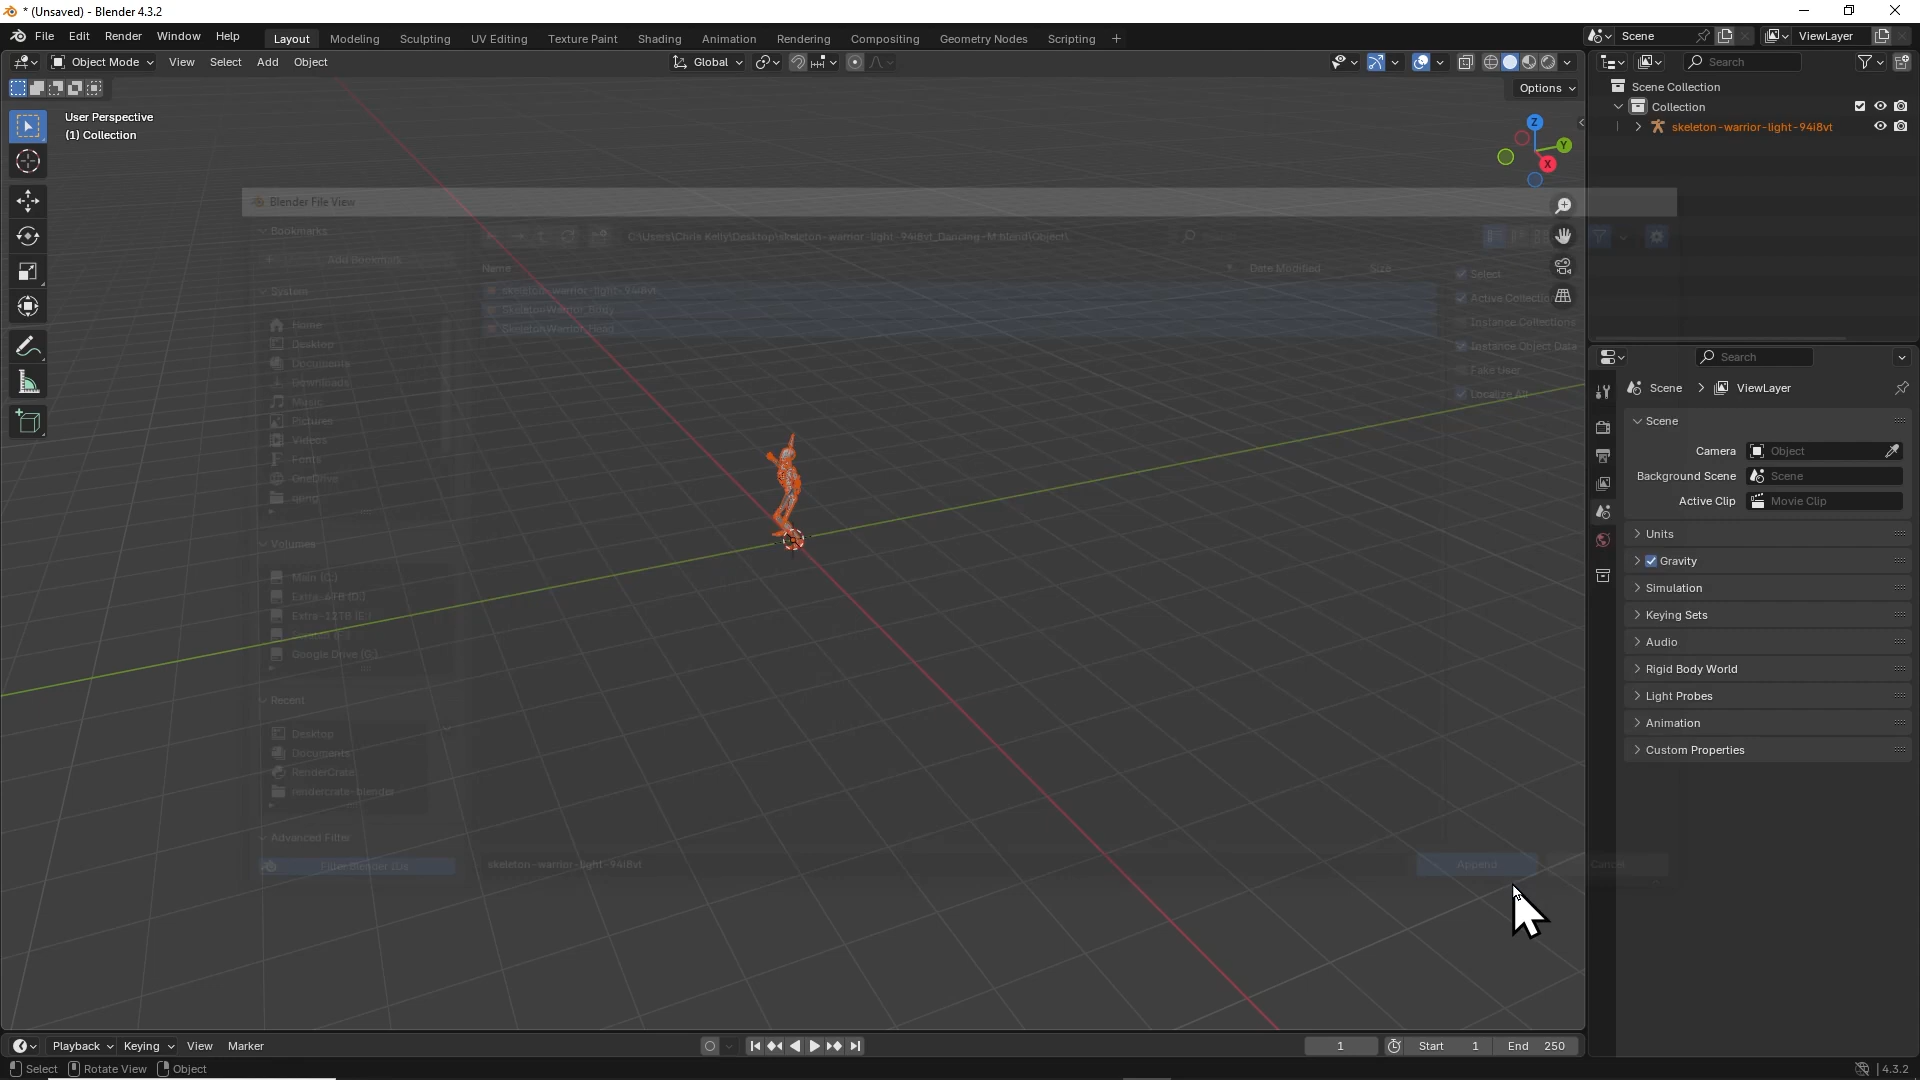 * (Unsaved) - Blender 4.3.2
File Edit Render Window Help Layout Modeling Sculpting UV Editing Texture Paint Shading Animation Rendering Compositing Geometry Nodes Scripting + Scene ViewLayer
Object Mode View Select Add Object Global Search
Options
User Perspective
(1) Collection
Z
Y
X
Scene Collection
Collection
skeleton-warrior-light-94i8vt
Blender File View
Bookmarks
C:\Users\Chris Kelly\Desktop\skeleton-warrior-light-94i8vt_Dancing-M.blend\Object\
Add Bookmark
Name Date Modified Size
Select
System
skeleton-warrior-light-94i8vt
Active Collection
SkeletonWarrior_Body
Home
Instance Collections
SkeletonWarrior_Head
Desktop
Instance Object Data
Documents
Fake User
Downloads
Localize All
Music
Pictures
Videos
Fonts
OneDrive
Volumes
Main (C:)
Extra-4TB (D:)
Extra-12TB (E:)
Google Drive (G:)
Recent
Desktop
Documents
RenderCrate
rendercrate-blender
Advanced Filter
Filter Blender IDs
skeleton-warrior-light-94i8vt
Append Cancel
Search
Scene > ViewLayer
Scene
Camera Object
Background Scene Scene
Active Clip Movie Clip
Units
Gravity
Simulation
Keying Sets
Audio
Rigid Body World
Light Probes
Animation
Custom Properties
Playback Keying View Marker 1 Start 1 End 250
Select Rotate View Object 4.3.2